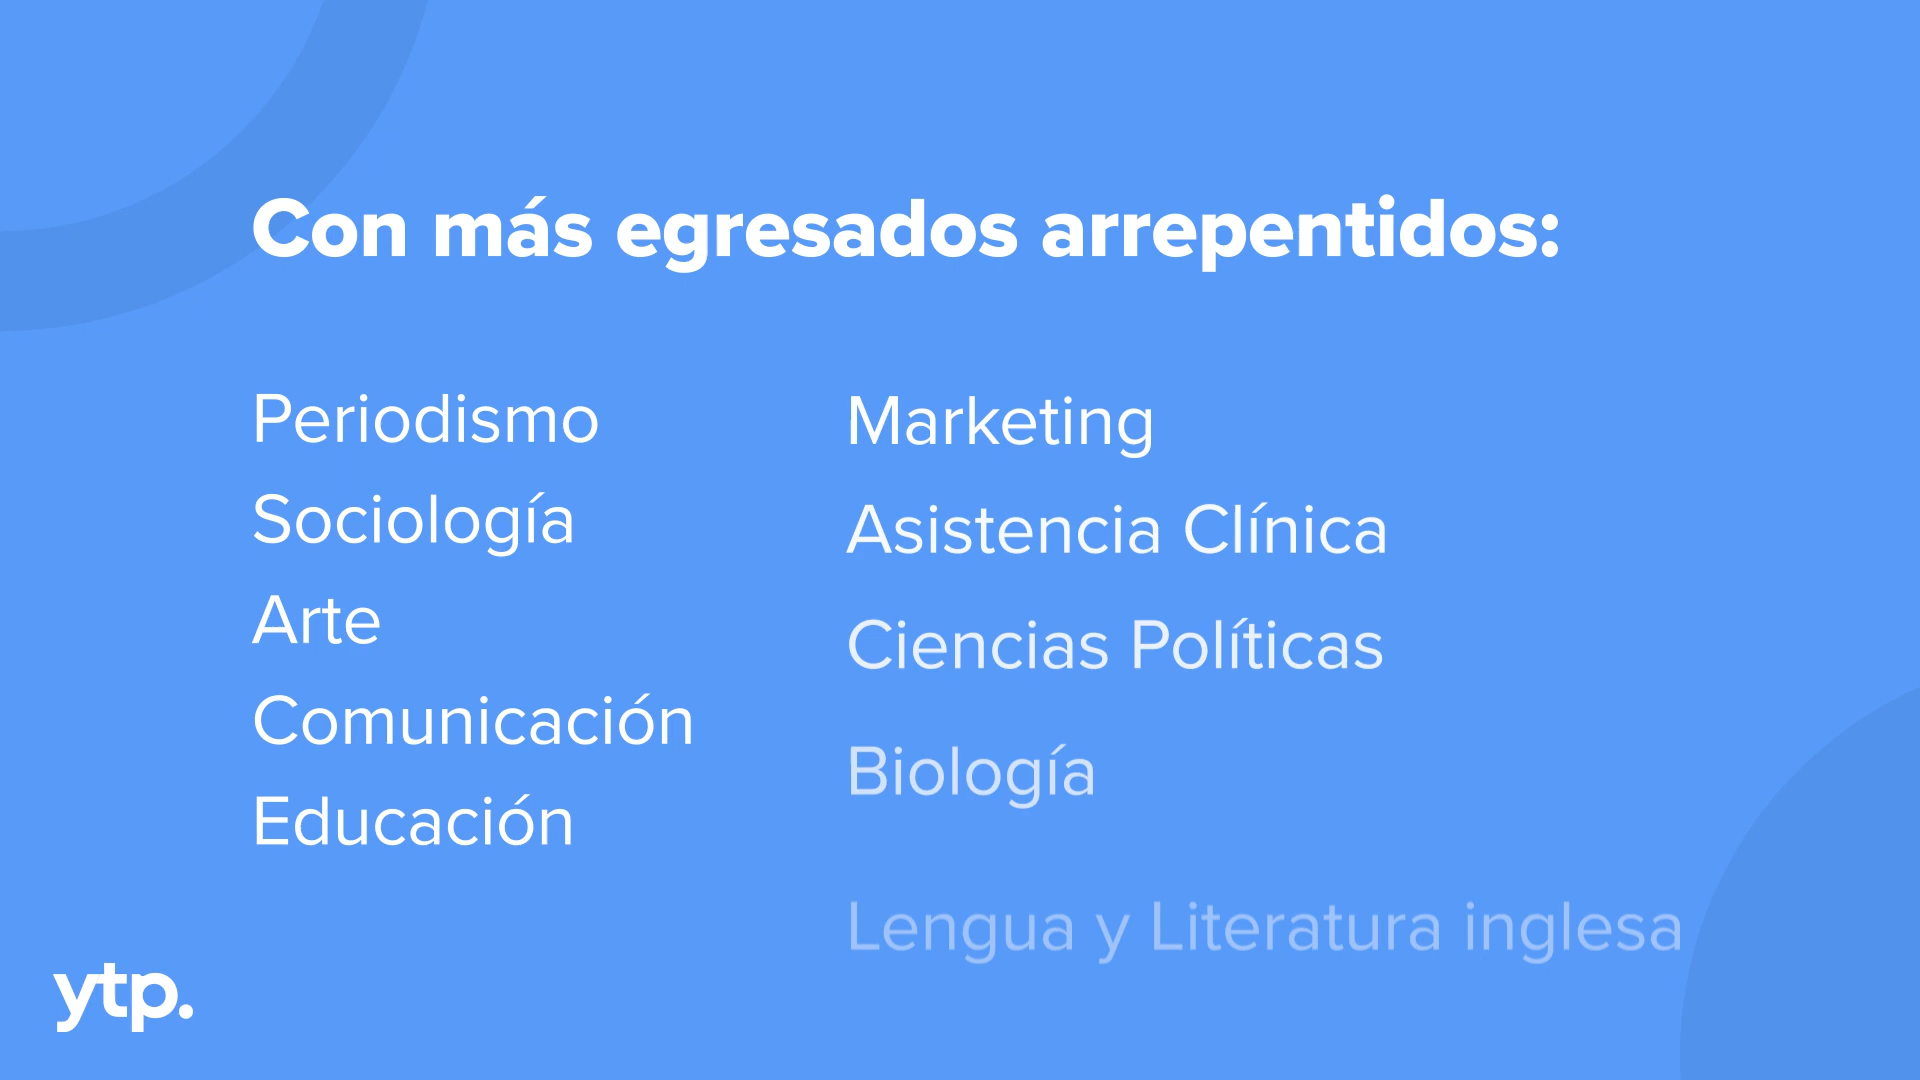 Con más egresados arrepentidos:
Periodismo
Sociología
Arte
Comunicación
Educación
Marketing
Asistencia Clínica
Ciencias Políticas
Biología
Lengua y Literatura inglesa
ytp.